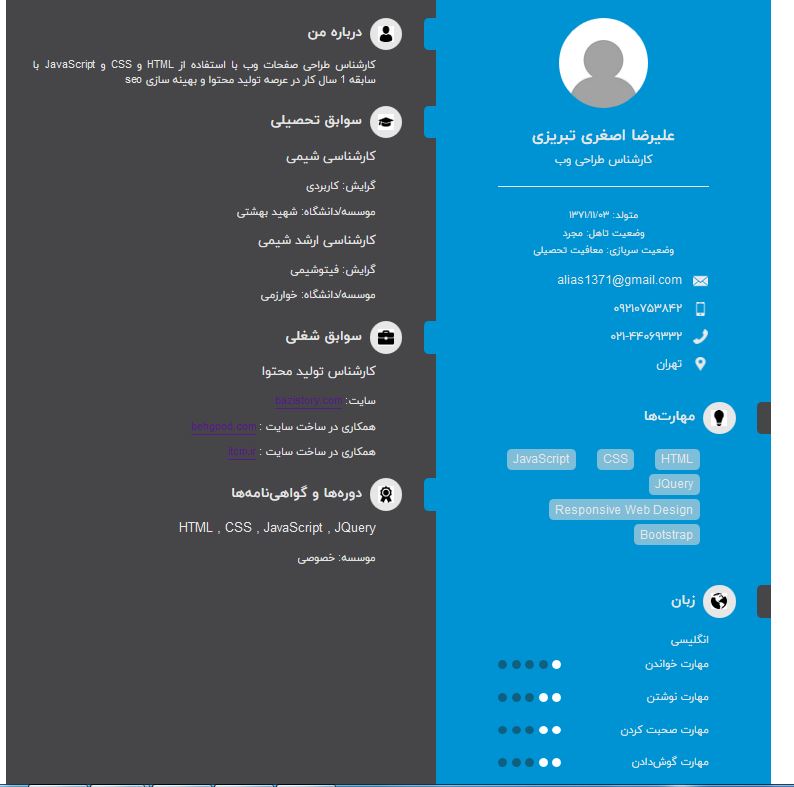 علیرضا اصغری تبریزی
کارشناس طراحی وب
متولد: ۱۳۷۱/۱۱/۰۳
وضعیت تاهل: مجرد
وضعیت سربازی: معافیت تحصیلی
alias1371@gmail.com
۰۹۲۱۰۷۵۳۸۴۲
۰۲۱-۴۴۰۶۹۳۳۲
تهران
مهارت‌ها
HTML CSS JavaScript
JQuery
Responsive Web Design
Bootstrap
زبان
انگلیسی
مهارت خواندن
مهارت نوشتن
مهارت صحبت کردن
مهارت گوش‌دادن
درباره من
کارشناس طراحی صفحات وب با استفاده از HTML و CSS و JavaScript با
سابقه 1 سال کار در عرصه تولید محتوا و بهینه سازی seo
سوابق تحصیلی
کارشناسی شیمی
گرایش: کاربردی
موسسه/دانشگاه: شهید بهشتی
کارشناسی ارشد شیمی
گرایش: فیتوشیمی
موسسه/دانشگاه: خوارزمی
سوابق شغلی
کارشناس تولید محتوا
سایت: bazistory.com
همکاری در ساخت سایت : behgood.com
همکاری در ساخت سایت : itcm.ir
دوره‌ها و گواهی‌نامه‌ها
HTML , CSS , JavaScript , JQuery
موسسه: خصوصی